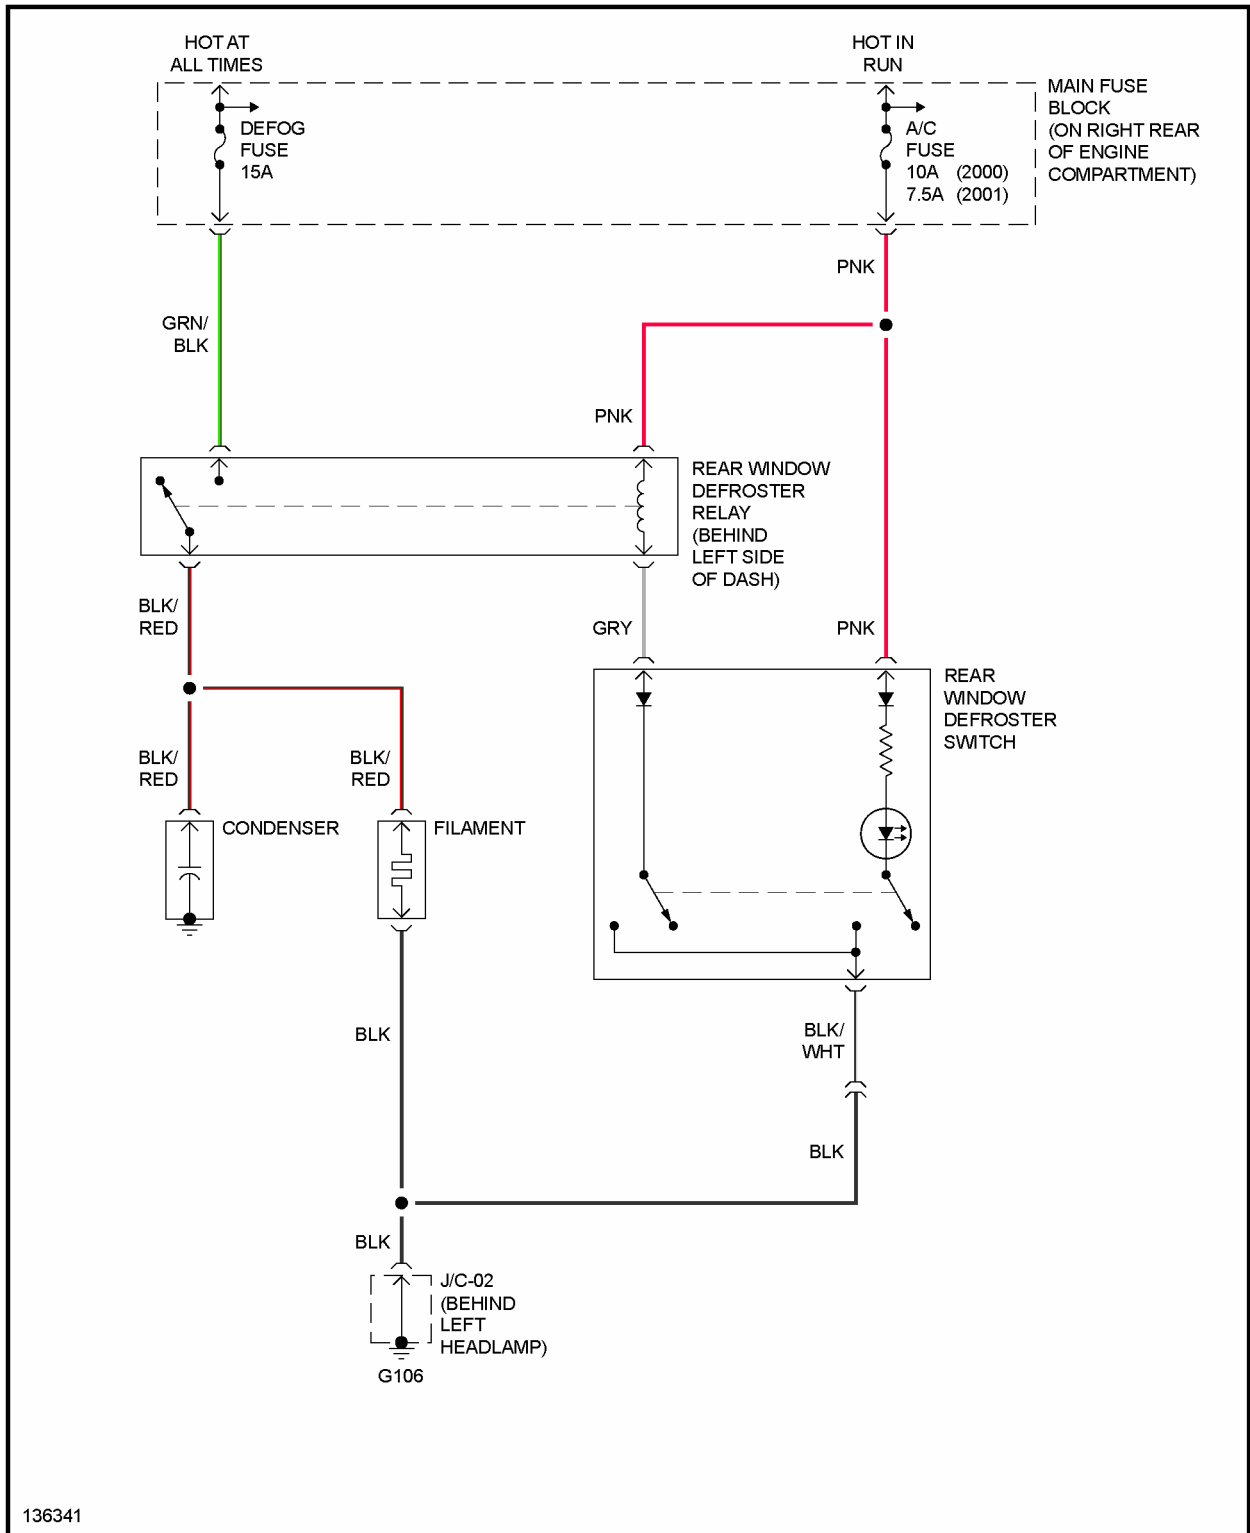 HOT AT
ALL TIMES
HOT IN
RUN
MAIN FUSE
BLOCK
(ON RIGHT REAR
OF ENGINE
COMPARTMENT)
DEFOG
FUSE
15A
A/C
FUSE
10A (2000)
7.5A (2001)
PNK
GRN/
BLK
PNK
REAR WINDOW
DEFROSTER
RELAY
(BEHIND
LEFT SIDE
OF DASH)
BLK/
RED
GRY
PNK
REAR
WINDOW
DEFROSTER
SWITCH
BLK/
RED
BLK/
RED
CONDENSER
FILAMENT
BLK
BLK/
WHT
BLK
BLK
J/C-02
(BEHIND
LEFT
HEADLAMP)
G106
136341